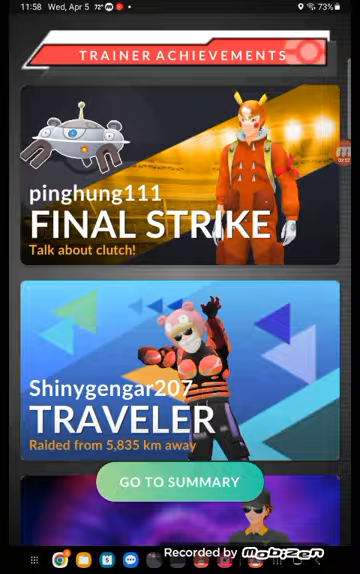 11:58 Wed, Apr 5 72° 73%
TRAINER ACHIEVEMENTS
pinghung111
FINAL STRIKE
Talk about clutch!
Shinygengar207
TRAVELER
Raided from 5,835 km away
GO TO SUMMARY
Recorded by MOBIZEN